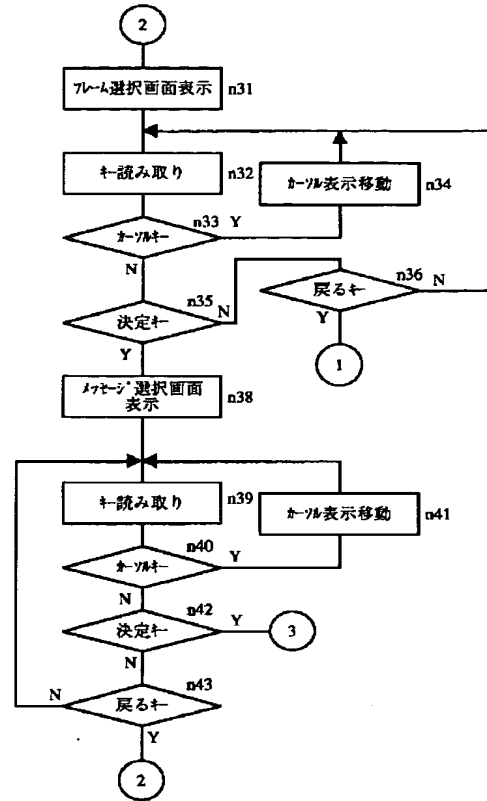 2
フレーム選択画面表示 n31
キー読み取り n32
カーソル表示移動 n34
カーソルキー n33 Y
N
決定キー n35 N
Y
戻るキー n36 N
Y
1
メッセージ選択画面
表示 n38
キー読み取り n39
カーソル表示移動 n41
カーソルキー n40 Y
N
決定キー n42 Y
3
N
戻るキー n43 N
Y
2